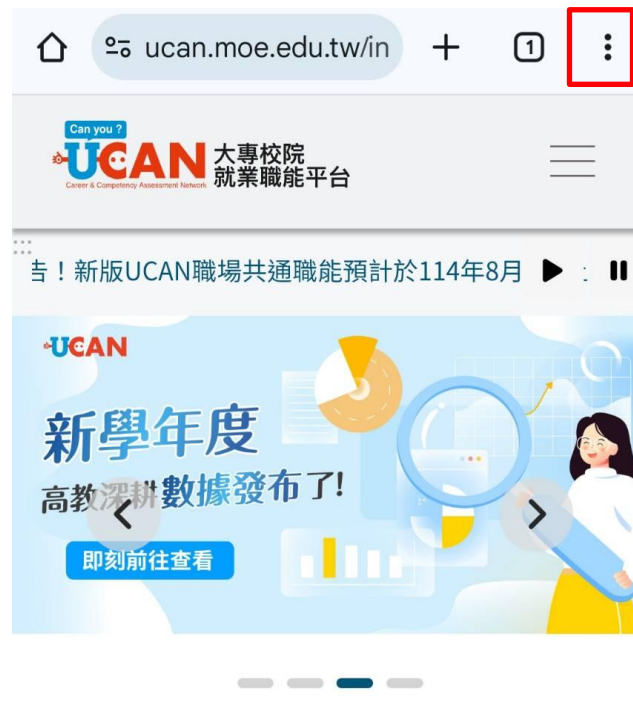 ucan.moe.edu.tw/in
1
Can you ?
UCAN
Career & Competency Assessment Network
大專校院
就業職能平台
告！新版UCAN職場共通職能預計於114年8月
UCAN
新學年度
高教深耕數據發布了!
即刻前往查看